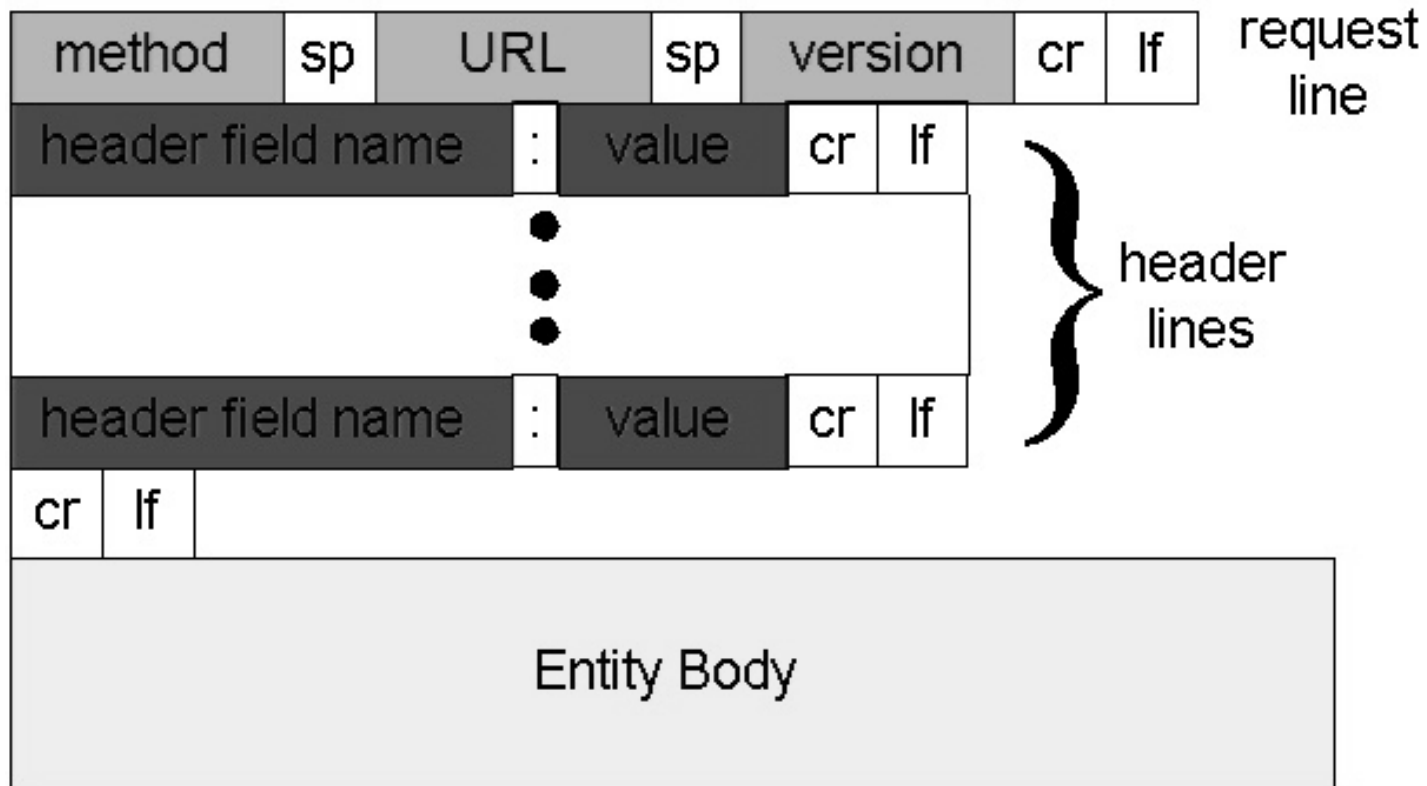 method sp URL sp version cr lf
request
line
header field name : value cr lf
header
lines
header field name : value cr lf
cr lf
Entity Body